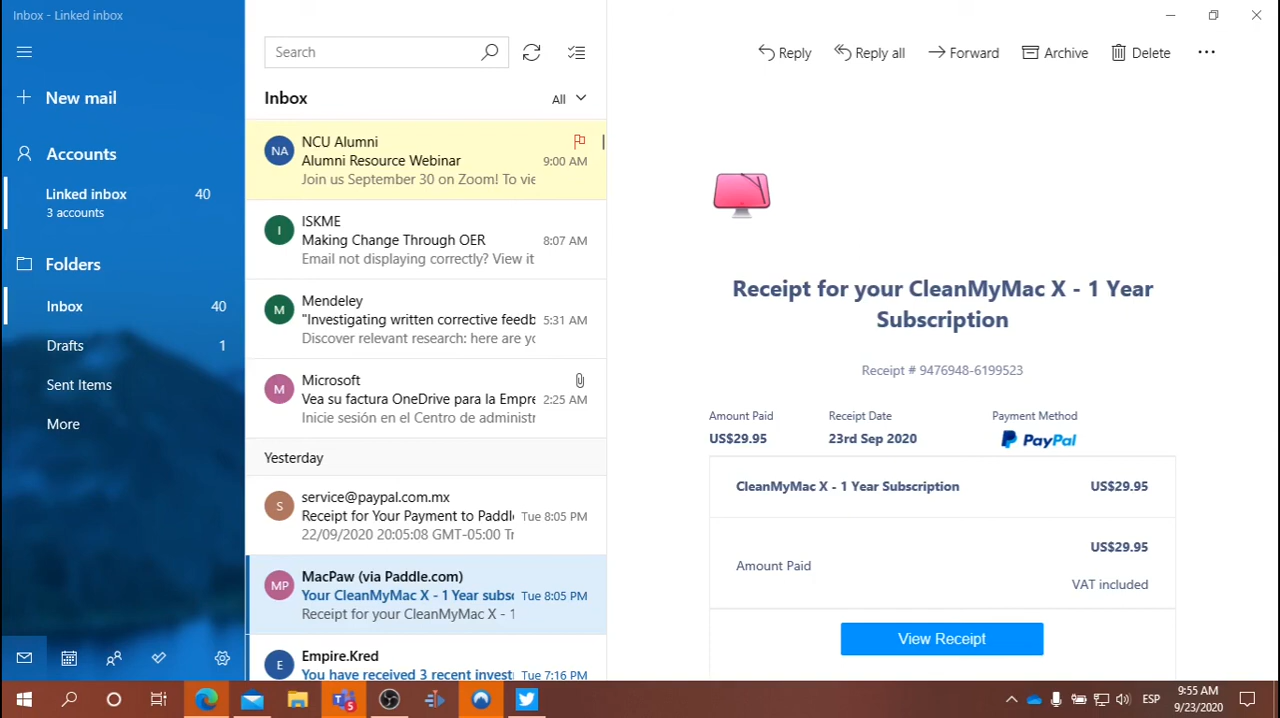 Inbox - Linked inbox
New mail
Accounts
Linked inbox 40
3 accounts
Folders
Inbox 40
Drafts 1
Sent Items
More
Search
Inbox All
NA NCU Alumni
Alumni Resource Webinar 9:00 AM
Join us September 30 on Zoom! To vie
I ISKME
Making Change Through OER 8:07 AM
Email not displaying correctly? View it
M Mendeley
"Investigating written corrective feedb 5:31 AM
Discover relevant research: here are yo
M Microsoft
Vea su factura OneDrive para la Empre 2:25 AM
Inicie sesión en el Centro de administr
Yesterday
S service@paypal.com.mx
Receipt for Your Payment to Paddl Tue 8:05 PM
22/09/2020 20:05:08 GMT-05:00 Tr
MP MacPaw (via Paddle.com)
Your CleanMyMac X - 1 Year subs Tue 8:05 PM
Receipt for your CleanMyMac X - 1
E Empire.Kred
You have received 3 recent invest Tue 7:16 PM
Reply Reply all Forward Archive Delete
Receipt for your CleanMyMac X - 1 Year
Subscription
Receipt # 9476948-6199523
Amount Paid Receipt Date Payment Method
US$29.95 23rd Sep 2020 PayPal
CleanMyMac X - 1 Year Subscription US$29.95
US$29.95
Amount Paid
VAT included
View Receipt
ESP 9:55 AM
9/23/2020